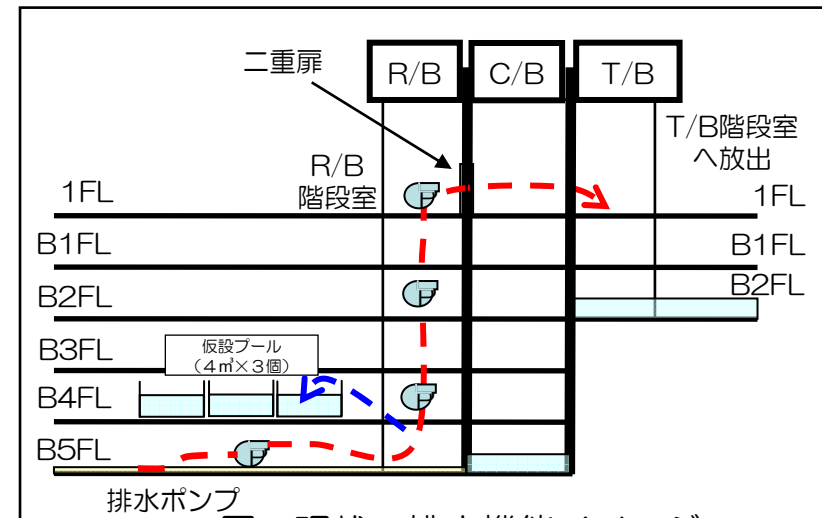 二重扉
R/B
C/B
T/B
T/B階段室
へ放出
R/B
階段室
1FL
1FL
B1FL
B1FL
B2FL
B2FL
B3FL
仮設プール
(4㎥×3個)
B4FL
B5FL
排水ポンプ